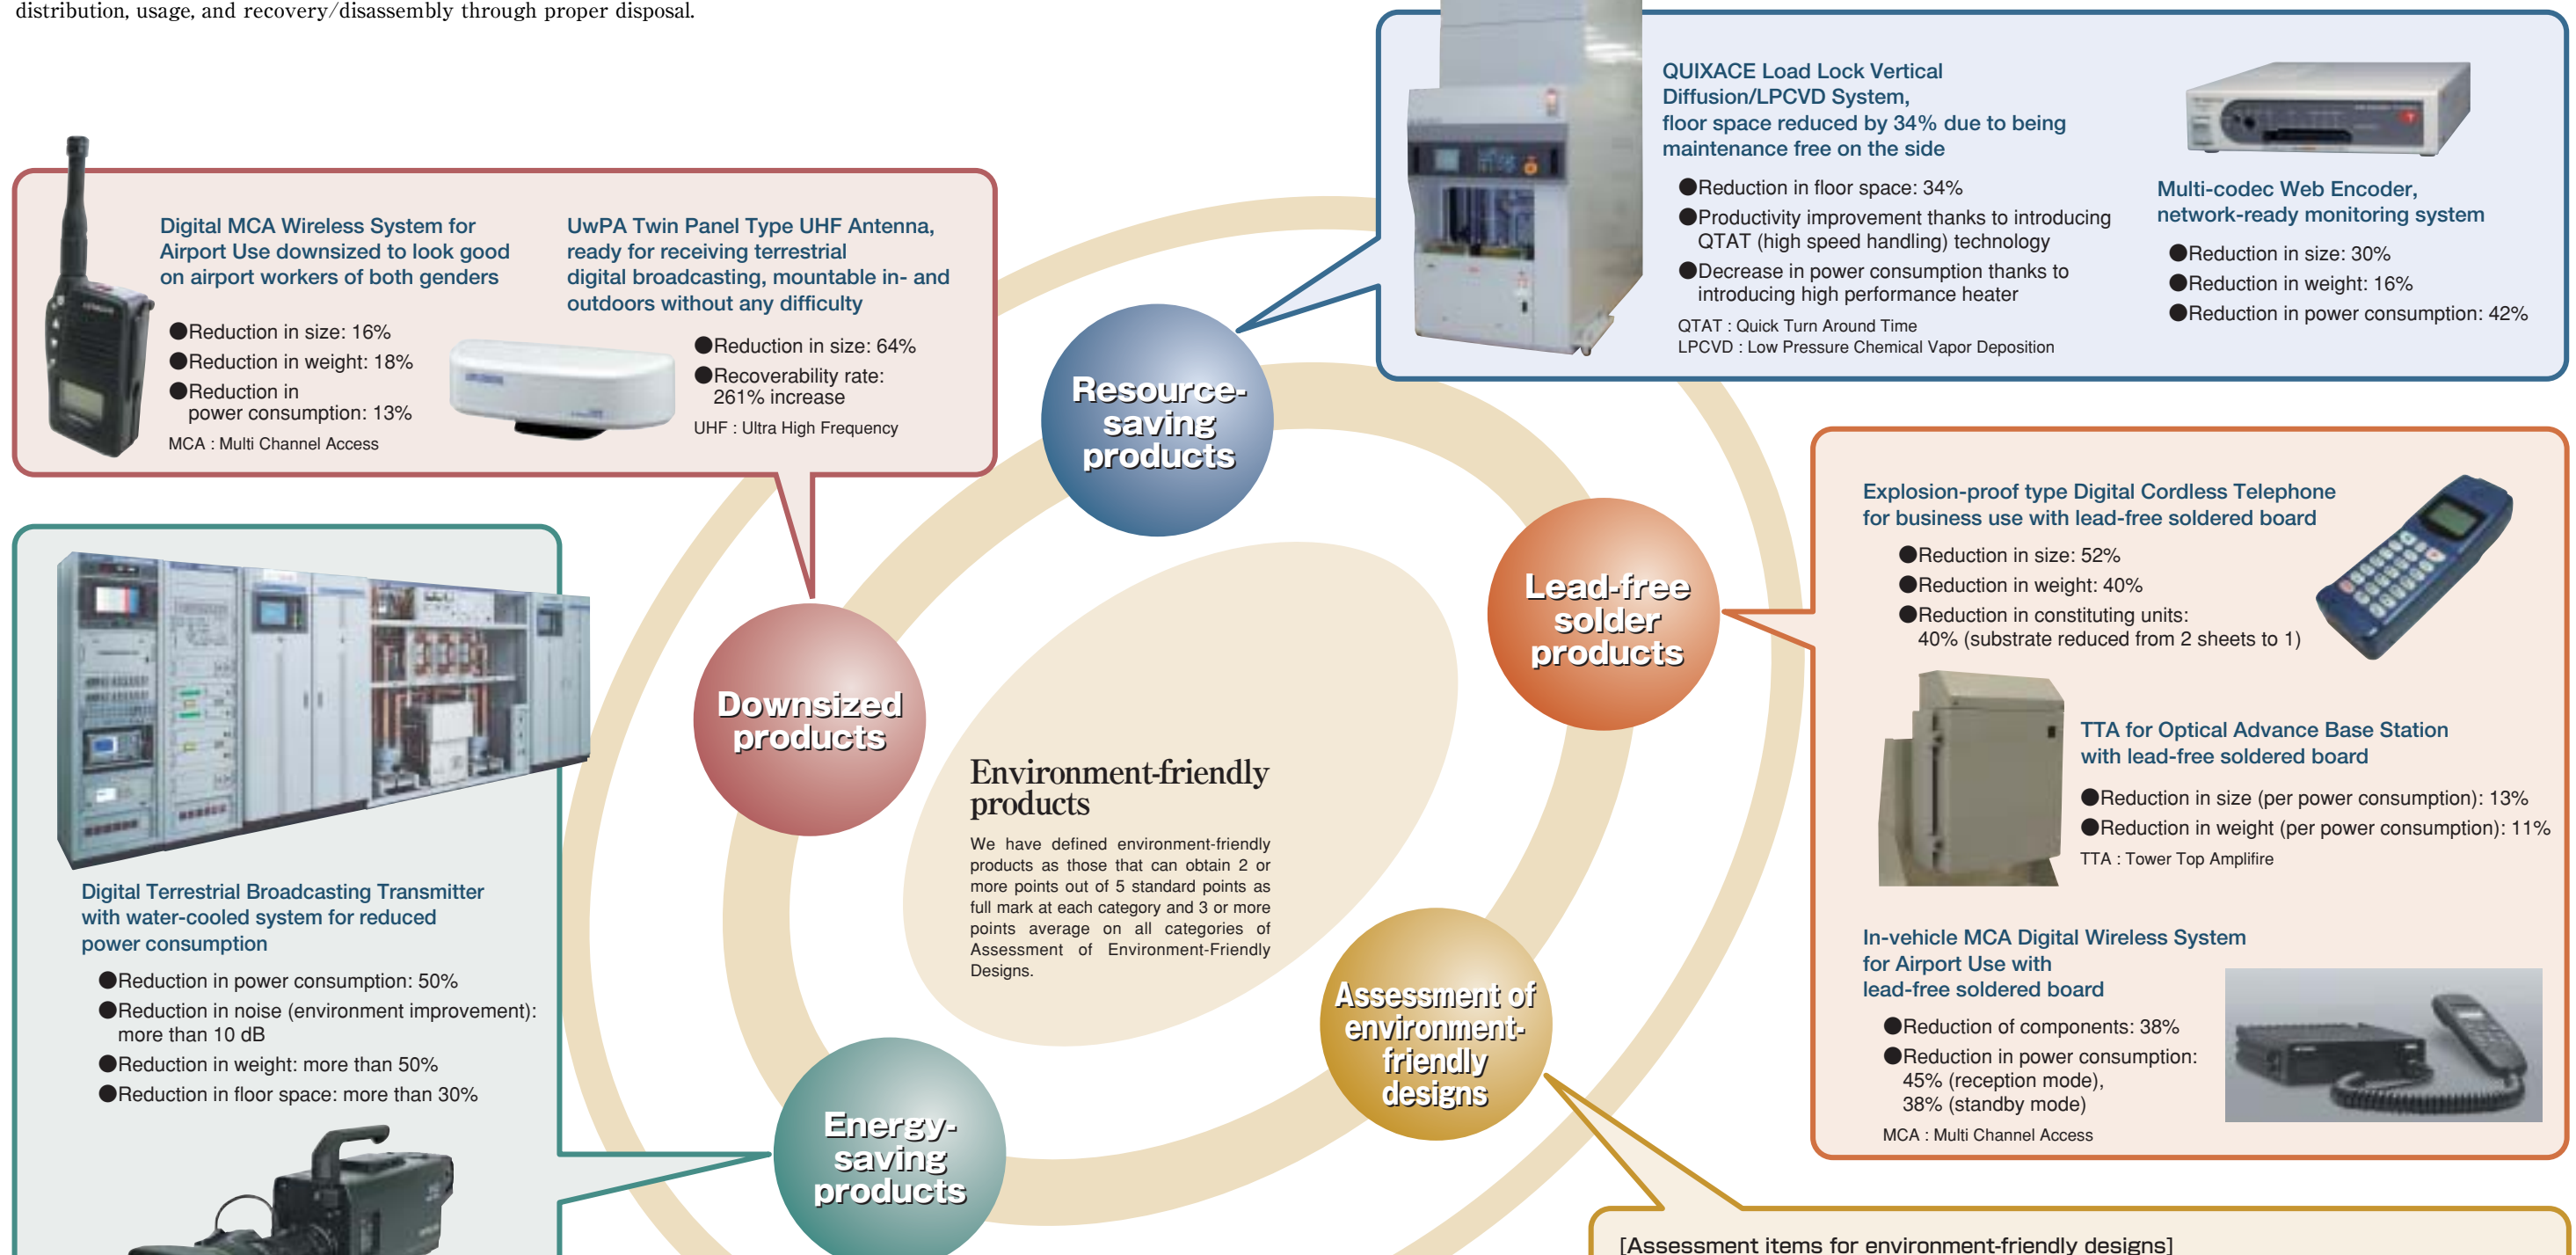 distribution, usage, and recovery/disassembly through proper disposal.
QUIXACE Load Lock Vertical
Diffusion/LPCVD System,
floor space reduced by 34% due to being
maintenance free on the side
●Reduction in floor space: 34%
●Productivity improvement thanks to introducing
QTAT (high speed handling) technology
●Decrease in power consumption thanks to
introducing high performance heater
QTAT : Quick Turn Around Time
LPCVD : Low Pressure Chemical Vapor Deposition
Multi-codec Web Encoder,
network-ready monitoring system
●Reduction in size: 30%
●Reduction in weight: 16%
●Reduction in power consumption: 42%
Digital MCA Wireless System for
Airport Use downsized to look good
on airport workers of both genders
●Reduction in size: 16%
●Reduction in weight: 18%
●Reduction in
power consumption: 13%
MCA : Multi Channel Access
UwPA Twin Panel Type UHF Antenna,
ready for receiving terrestrial
digital broadcasting, mountable in- and
outdoors without any difficulty
●Reduction in size: 64%
●Recoverability rate:
261% increase
UHF : Ultra High Frequency
Resource-
saving
products
Lead-free
solder
products
Explosion-proof type Digital Cordless Telephone
for business use with lead-free soldered board
●Reduction in size: 52%
●Reduction in weight: 40%
●Reduction in constituting units:
40% (substrate reduced from 2 sheets to 1)
TTA for Optical Advance Base Station
with lead-free soldered board
●Reduction in size (per power consumption): 13%
●Reduction in weight (per power consumption): 11%
TTA : Tower Top Amplifire
In-vehicle MCA Digital Wireless System
for Airport Use with
lead-free soldered board
●Reduction of components: 38%
●Reduction in power consumption:
45% (reception mode),
38% (standby mode)
MCA : Multi Channel Access
Downsized
products
Environment-friendly
products
We have defined environment-friendly
products as those that can obtain 2 or
more points out of 5 standard points as
full mark at each category and 3 or more
points average on all categories of
Assessment of Environment-Friendly
Designs.
Digital Terrestrial Broadcasting Transmitter
with water-cooled system for reduced
power consumption
●Reduction in power consumption: 50%
●Reduction in noise (environment improvement):
more than 10 dB
●Reduction in weight: more than 50%
●Reduction in floor space: more than 30%
Assessment of
environment-
friendly
designs
Energy-
saving
products
[Assessment items for environment-friendly designs]